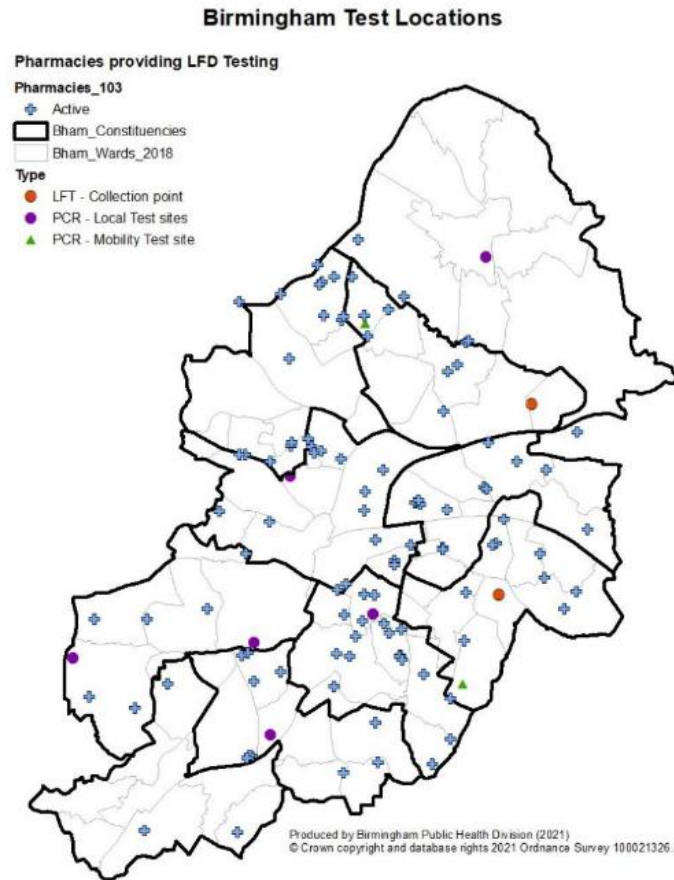 Birmingham Test Locations
Pharmacies providing LFD Testing
Pharmacies_103
Active
Bham_Constituencies
Bham_Wards_2018
Type
LFT - Collection point
PCR - Local Test sites
PCR - Mobility Test site
Produced by Birmingham Public Health Division (2021)
© Crown copyright and database rights 2021 Ordnance Survey 100021326.